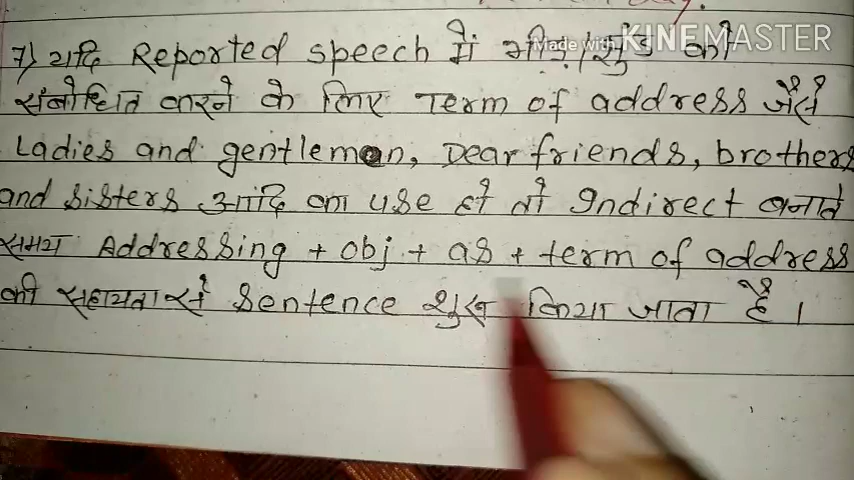 Made with KINEMASTER
7) यदि Reported speech में भीड़/झुंड को
संबोधित करने के लिए Term of address जैसे
Ladies and gentleman, Dear friends, brothers
and sisters आदि का use हो तो Indirect बनाते
समय Addressing + obj + as + term of address
की सहायता से Sentence शुरू किया जाता है।